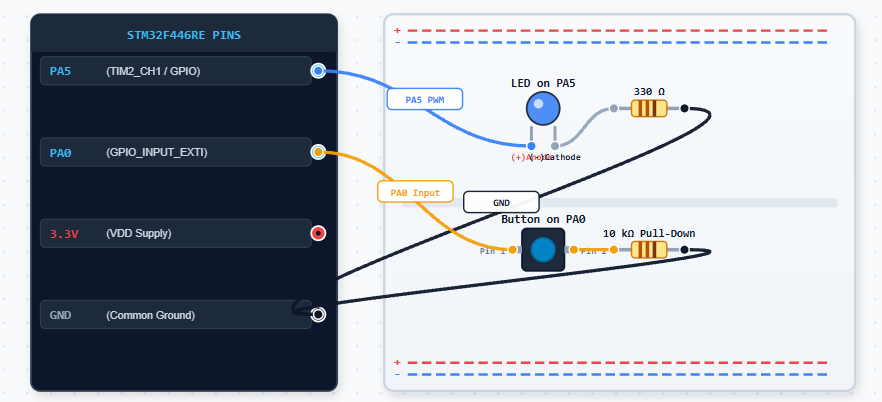 STM32F446RE PINS
PA5 (TIM2_CH1 / GPIO)
PA0 (GPIO_INPUT_EXTI)
3.3V (VDD Supply)
GND (Common Ground)
+
-
LED on PA5
330 Ω
PA5 PWM
(+)
Cathode
PA0 Input
GND
Button on PA0
10 kΩ Pull-Down
Pin 1
Pin 2
+
-